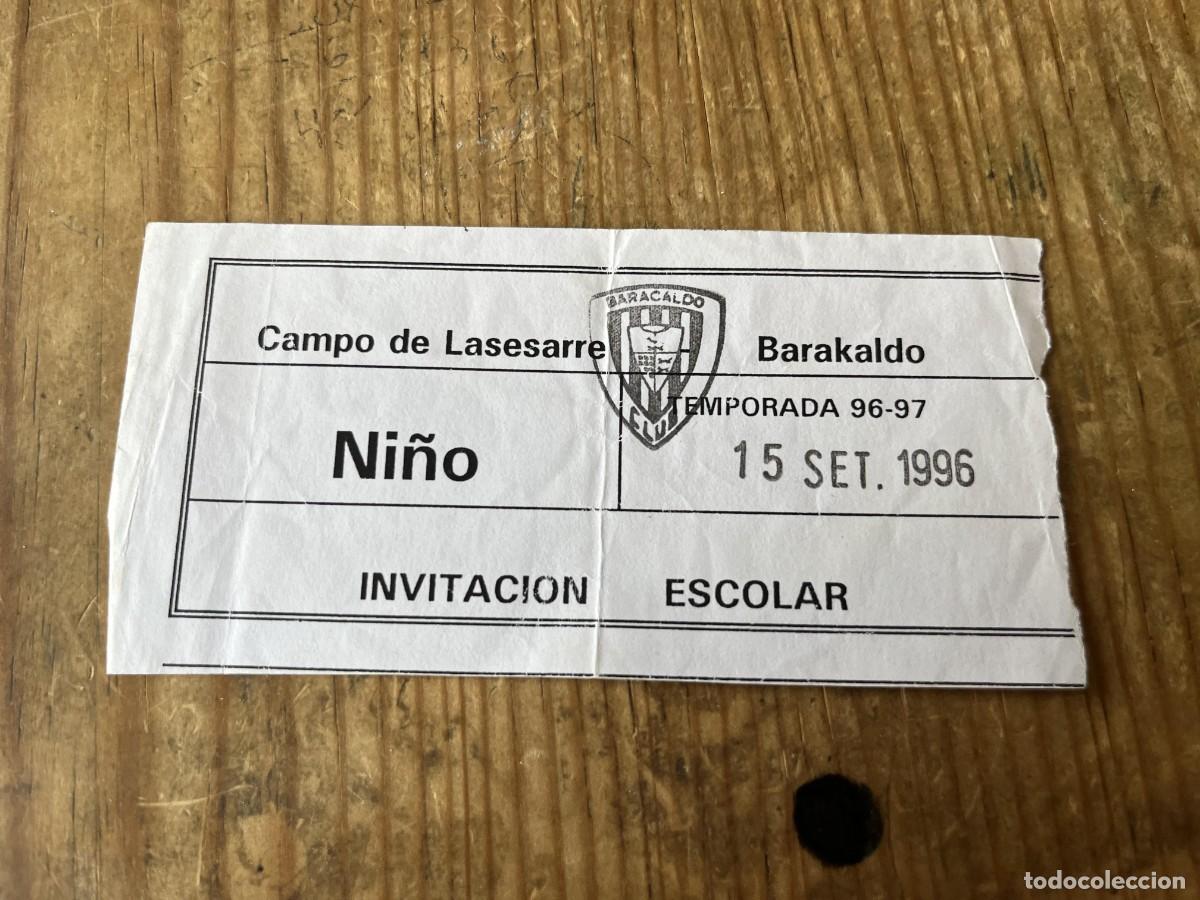 BARACALDO
CLUB
Campo de Lasesarre Barakaldo
TEMPORADA 96-97
Niño
15 SET. 1996
INVITACION ESCOLAR
todocoleccion